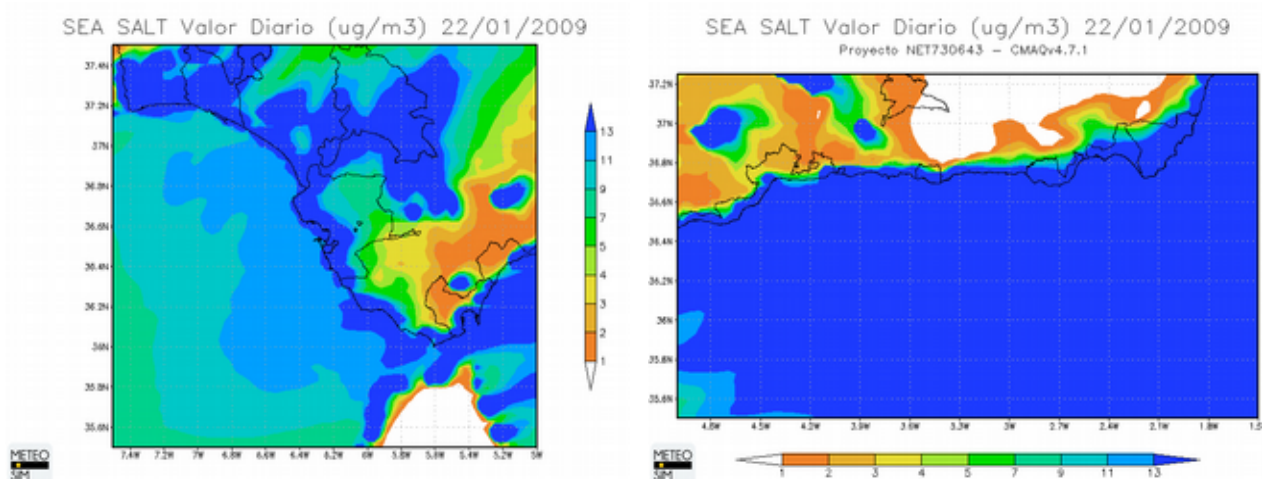 SEA SALT Valor Diario (ug/m3) 22/01/2009
37.4N
37.2N
37N
36.8N
36.6N
36.4N
36.2N
36N
35.8N
35.6N
7.4W 7.2W 7W 6.8W 6.6W 6.4W 6.2W 6W 5.8W 5.6W 5.4W 5.2W 5W
13
11
9
7
5
4
3
2
1
METEO
SIM
SEA SALT Valor Diario (ug/m3) 22/01/2009
Proyecto NET730643 – CMAQv4.7.1
37.2N
37N
36.8N
36.6N
36.4N
36.2N
36N
35.8N
35.6N
4.8W 4.5W 4.2W 3.9W 3.6W 3.3W 3W 2.7W 2.4W 2.1W 1.8W 1.5
1 2 3 4 5 7 9 11 13
METEO
SIM